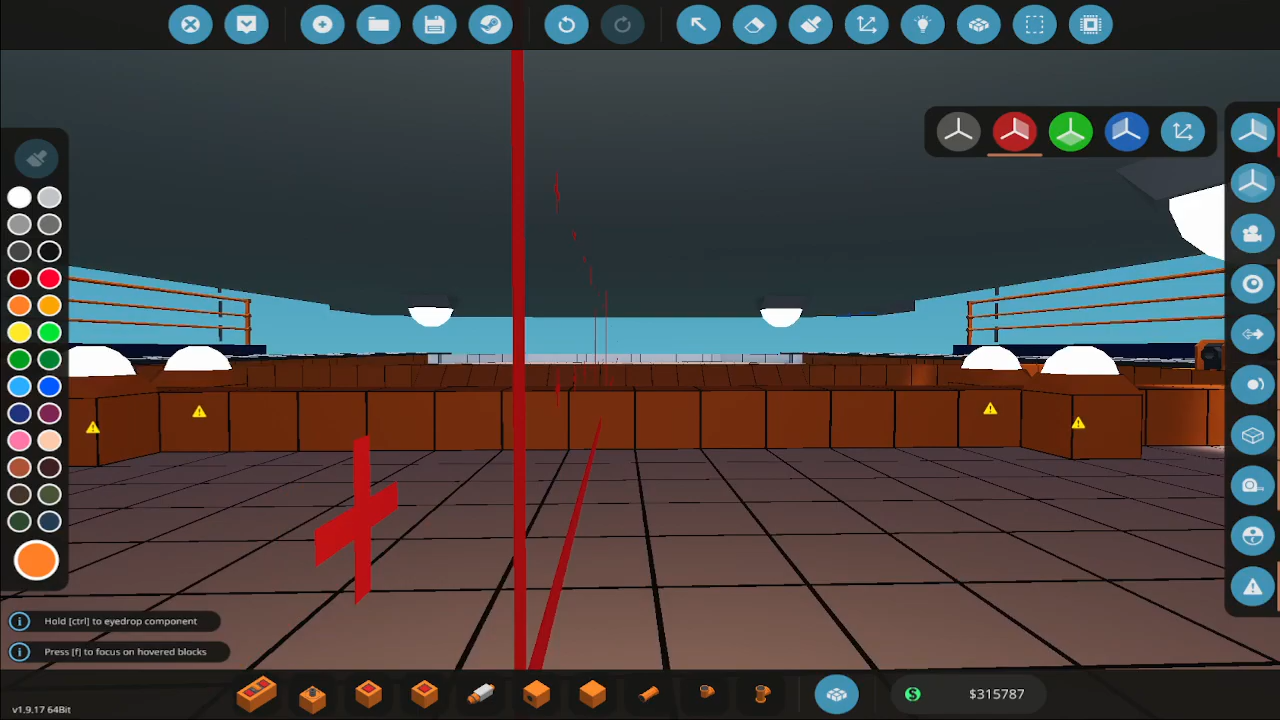 Hold [ctrl] to eyedrop component
Press [f] to focus on hovered blocks
$315787
v1.9.17 64Bit